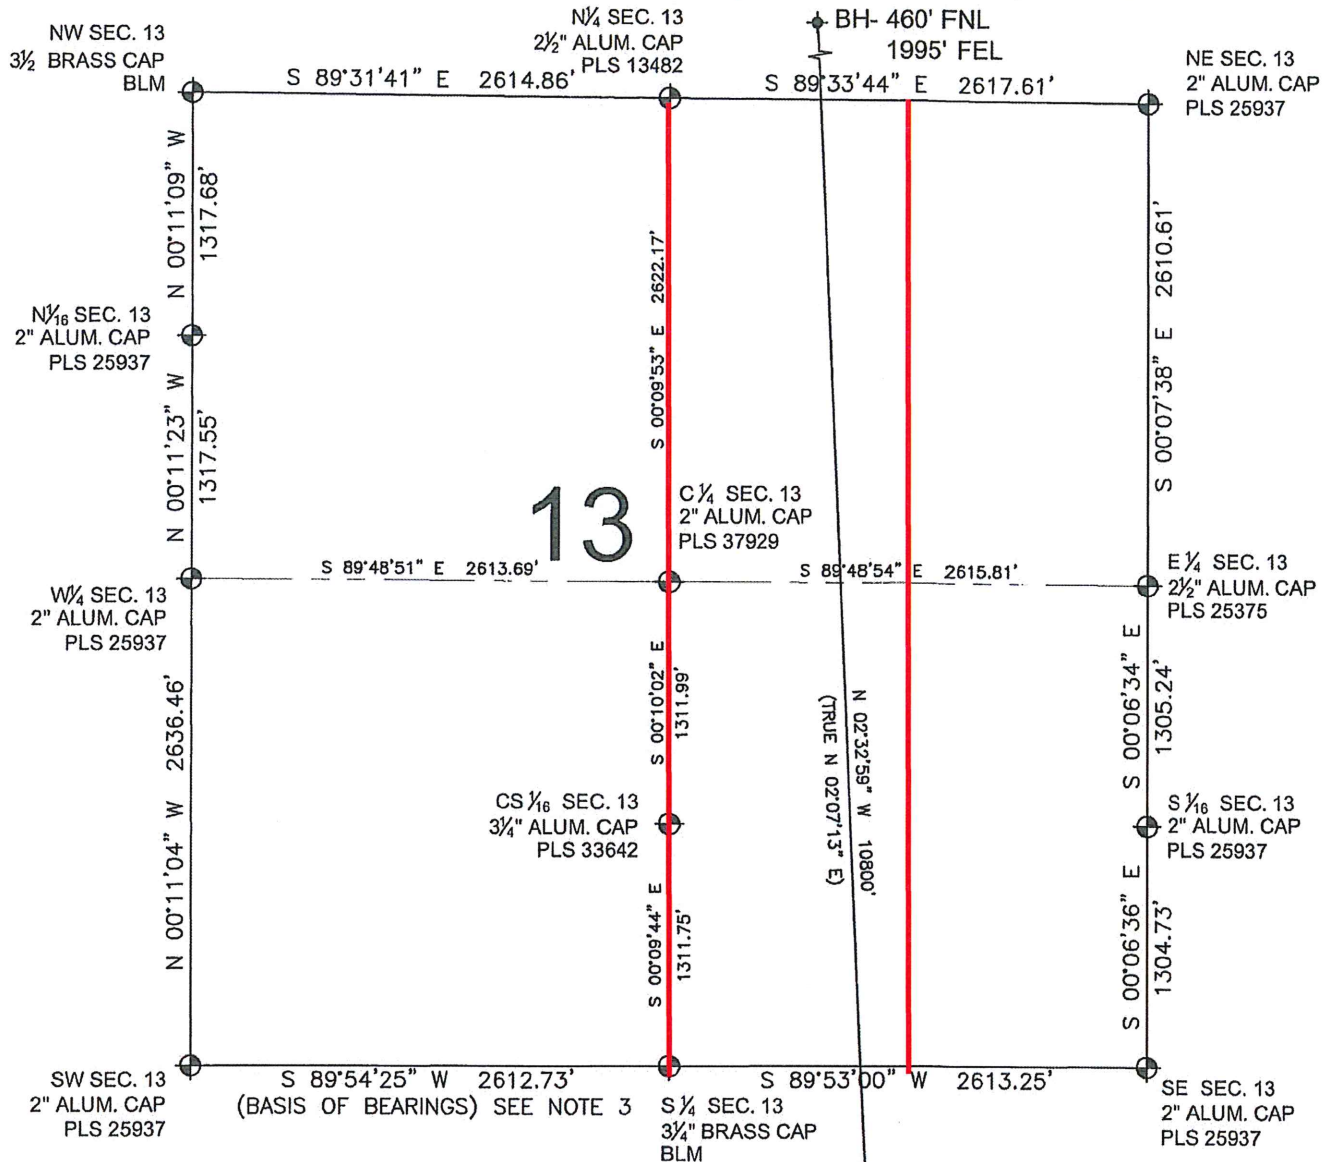 NW SEC. 13
3½ BRASS CAP
BLM
N¼ SEC. 13
2½" ALUM. CAP
PLS 13482
BH- 460' FNL
1995' FEL
NE SEC. 13
2" ALUM. CAP
PLS 25937
S 89°31'41" E 2614.86'
S 89°33'44" E 2617.61'
N 00°11'09" W
1317.68'
N¹⁄₁₆ SEC. 13
2" ALUM. CAP
PLS 25937
N 00°11'23" W
1317.55'
S 00°09'53" E 2622.17'
S 00°07'38" E 2610.61'
13
C ¼ SEC. 13
2" ALUM. CAP
PLS 37929
S 89°48'51" E 2613.69'
S 89°48'54" E 2615.81'
W¼ SEC. 13
2" ALUM. CAP
PLS 25937
E ¼ SEC. 13
2½" ALUM. CAP
PLS 25375
N 00°11'04" W 2636.46'
S 00°10'02" E
1311.99'
N 02°32'59" W 10800'
(TRUE N 02°07'13" E)
S 00°06'34" E
1305.24'
CS ¹⁄₁₆ SEC. 13
3¼" ALUM. CAP
PLS 33642
S ¹⁄₁₆ SEC. 13
2" ALUM. CAP
PLS 25937
S 00°09'44" E
1311.75'
S 00°06'36" E
1304.73'
S 89°54'25" W 2612.73'
(BASIS OF BEARINGS) SEE NOTE 3
S 89°53'00" W 2613.25'
SW SEC. 13
2" ALUM. CAP
PLS 25937
S ¼ SEC. 13
3¼" BRASS CAP
BLM
SE SEC. 13
2" ALUM. CAP
PLS 25937